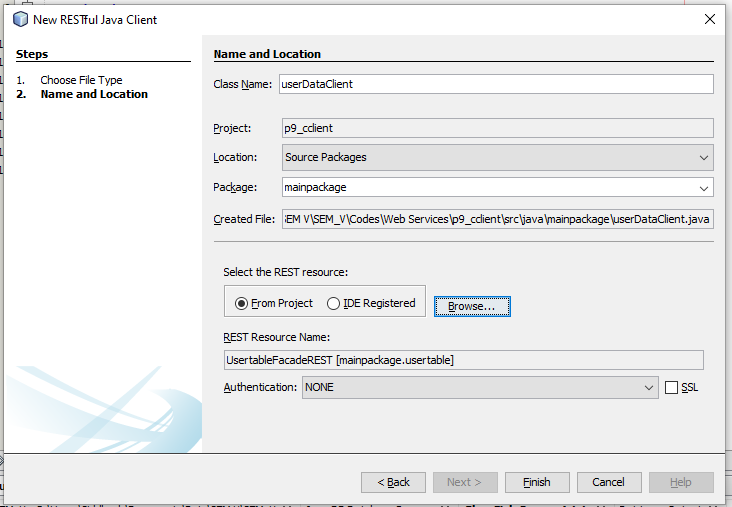 New RESTful Java Client
Steps
1. Choose File Type
2. Name and Location
Name and Location
Class Name: userDataClient
Project: p9_cclient
Location: Source Packages
Package: mainpackage
Created File: SEM V\SEM_V\Codes\Web Services\p9_cclient\src\java\mainpackage\userDataClient.java
Select the REST resource:
From Project IDE Registered Browse...
REST Resource Name:
UsertableFacadeREST [mainpackage.usertable]
Authentication: NONE SSL
< Back Next > Finish Cancel Help